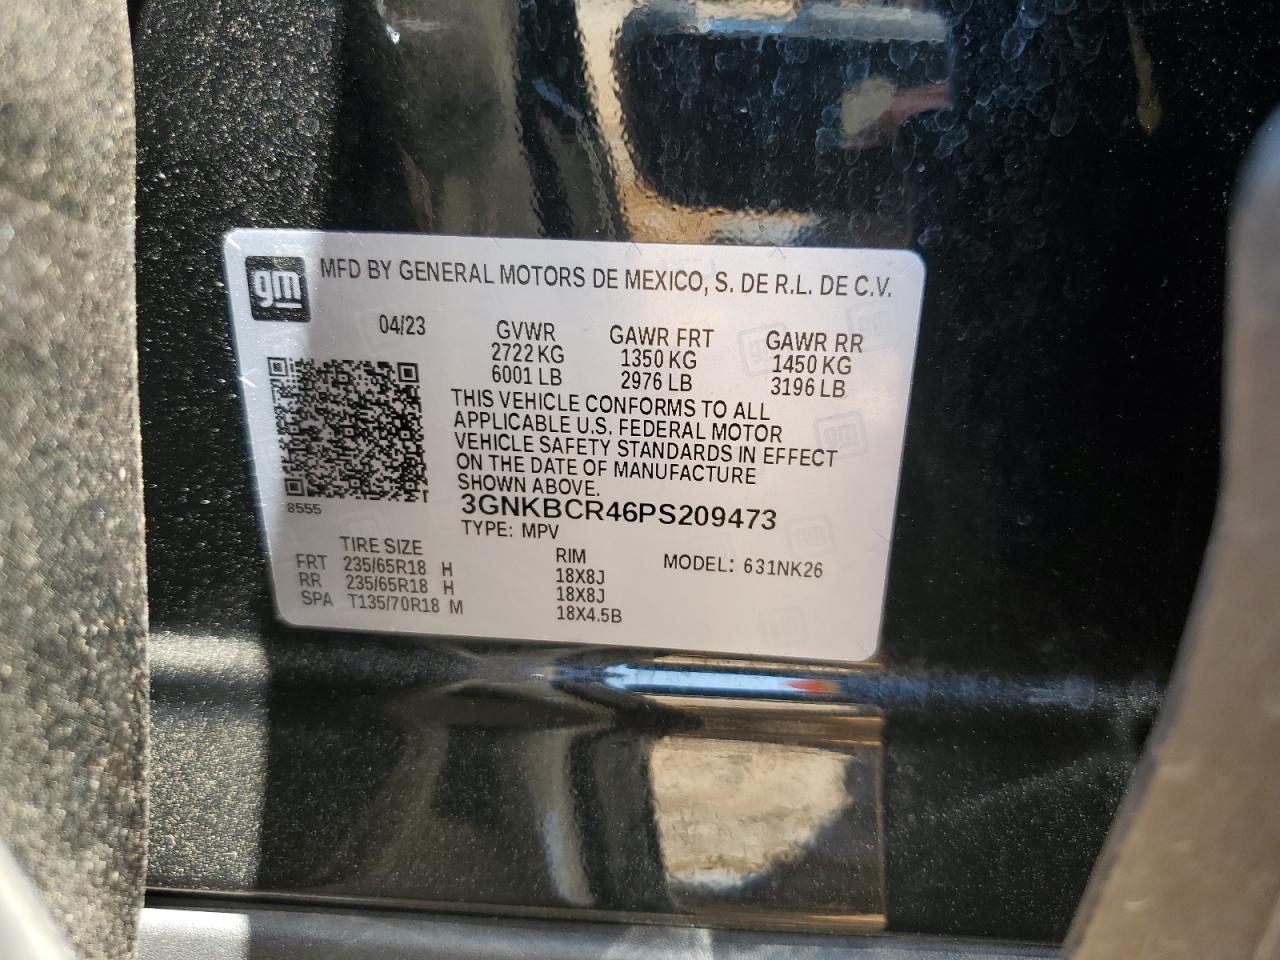 gm
MFD BY GENERAL MOTORS DE MEXICO, S. DE R.L. DE C.V.
04/23 GVWR GAWR FRT GAWR RR
2722 KG 1350 KG 1450 KG
6001 LB 2976 LB 3196 LB
THIS VEHICLE CONFORMS TO ALL
APPLICABLE U.S. FEDERAL MOTOR
VEHICLE SAFETY STANDARDS IN EFFECT
ON THE DATE OF MANUFACTURE
SHOWN ABOVE.
8555 3GNKBCR46PS209473
TYPE: MPV
TIRE SIZE RIM MODEL: 631NK26
FRT 235/65R18 H 18X8J
RR 235/65R18 H 18X8J
SPA T135/70R18 M 18X4.5B